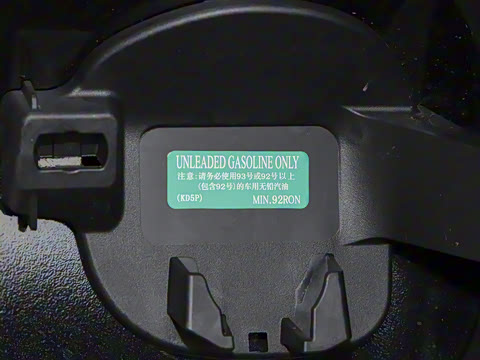 UNLEADED GASOLINE ONLY
注意:请务必使用93号或92号以上
(包含92号)的车用无铅汽油
(KD5P) MIN.92RON